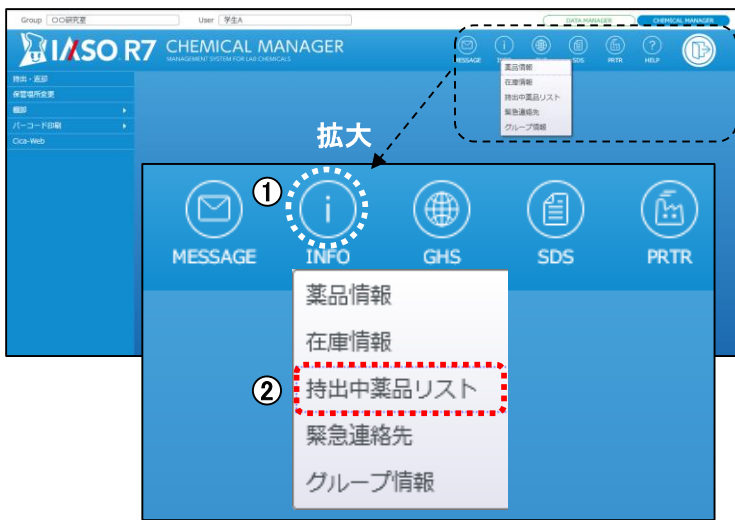 Group 〇〇研究室 User 学生A DATA MANAGER CHEMICAL MANAGER
IASO R7 CHEMICAL MANAGER
MANAGEMENT SYSTEM FOR LAB CHEMICALS
MESSAGE INFO GHS SDS PRTR HELP
持出・返却
保管場所変更
棚卸
バーコード印刷
Cica-Web
薬品情報
在庫情報
持出中薬品リスト
緊急連絡先
グループ情報
拡大
①
MESSAGE INFO GHS SDS PRTR
薬品情報
在庫情報
② 持出中薬品リスト
緊急連絡先
グループ情報